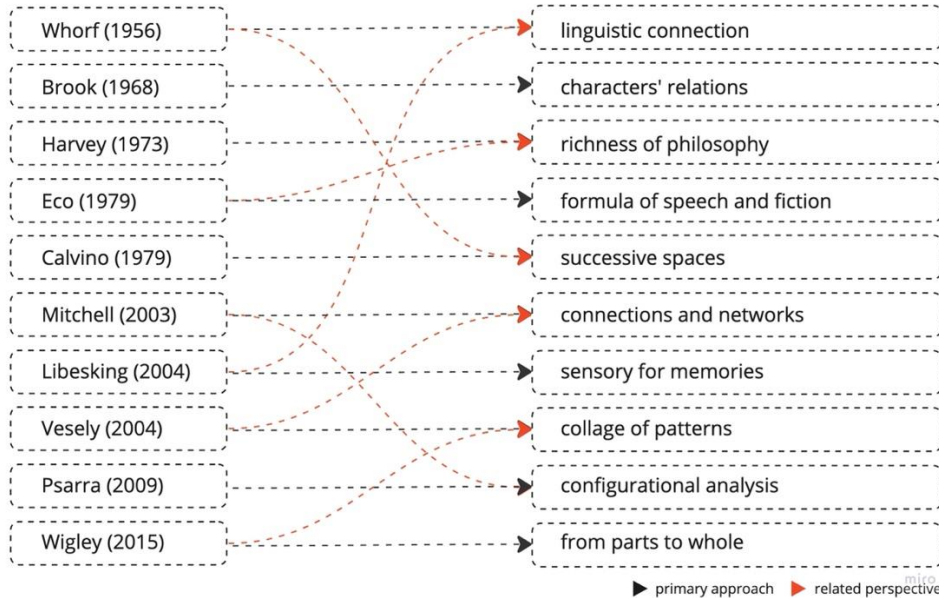 Whorf (1956)
linguistic connection
Brook (1968)
characters' relations
Harvey (1973)
richness of philosophy
Eco (1979)
formula of speech and fiction
Calvino (1979)
successive spaces
Mitchell (2003)
connections and networks
Libesking (2004)
sensory for memories
Vesely (2004)
collage of patterns
Psarra (2009)
configurational analysis
Wigley (2015)
from parts to whole
miro
primary approach
related perspective